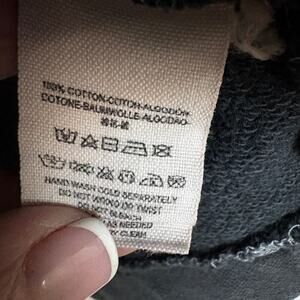 100% COTTON-COTON-ALGODÓN
COTONE-BAUMWOLLE-ALGODÃO-
HAND WASH COLD SEPARATELY
DO NOT WRING OR TWIST
NOT BLEACH
AS NEEDED
Y CLEAN